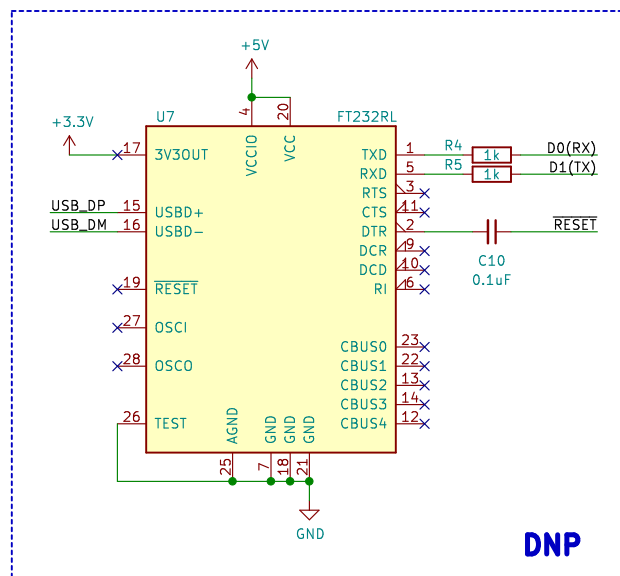 +5V
U7
FT232RL
+3.3V
4
20
VCCIO
VCC
17
3V3OUT
TXD
1
R4
1k
D0(RX)
RXD
5
R5
1k
D1(TX)
RTS
3
USB_DP
15
USBD+
CTS
11
USB_DM
16
USBD-
DTR
2
RESET
DCR
9
C10
DCD
10
0.1uF
19
RESET
RI
6
27
OSCI
CBUS0
23
28
OSCO
CBUS1
22
CBUS2
13
CBUS3
14
26
TEST
CBUS4
12
AGND
GND
GND
GND
25
7
18
21
GND
DNP